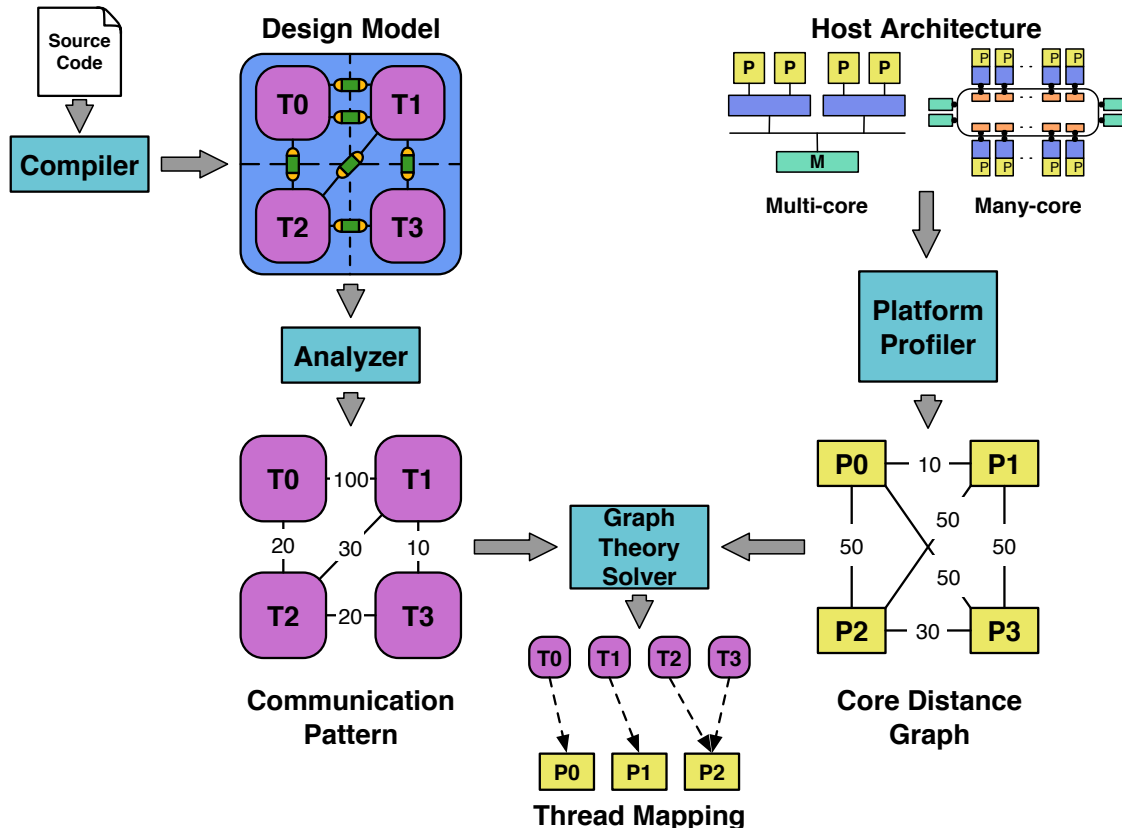 Source
Code
Compiler
Design Model
T0
T1
T2
T3
Analyzer
T0
100
T1
20
30
10
T2
20
T3
Communication
Pattern
Host Architecture
P P P P
M
Multi-core
P P P P
P P P P
Many-core
Platform
Profiler
P0
10
P1
50
50
50
50
P2
30
P3
Core Distance
Graph
Graph
Theory
Solver
T0 T1 T2 T3
P0 P1 P2
Thread Mapping